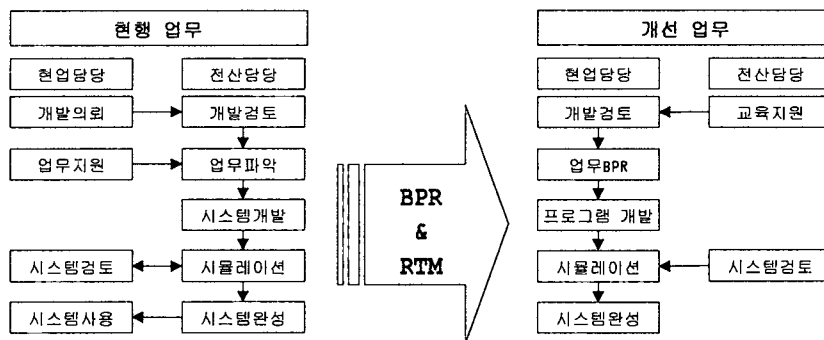 현행 업무
현업담당 전산담당
개발의뢰 개발검토
업무지원 업무파악
시스템개발
시스템검토 시뮬레이션
시스템사용 시스템완성
BPR
&
RTM
개선 업무
현업담당 전산담당
개발검토 교육지원
업무BPR
프로그램 개발
시뮬레이션 시스템검토
시스템완성